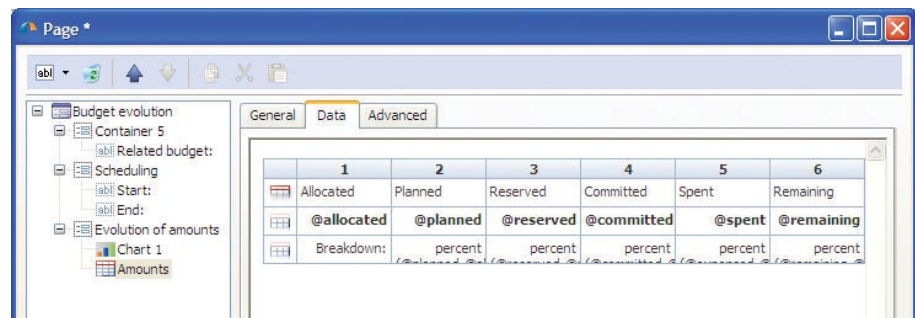 Page *
abl
Budget evolution
General Data Advanced
Container 5
abl Related budget:
Scheduling
1 2 3 4 5 6
abl Start:
Allocated Planned Reserved Committed Spent Remaining
abl End:
@allocated @planned @reserved @committed @spent @remaining
Evolution of amounts
Breakdown: percent percent percent percent percent
Chart 1
Amounts